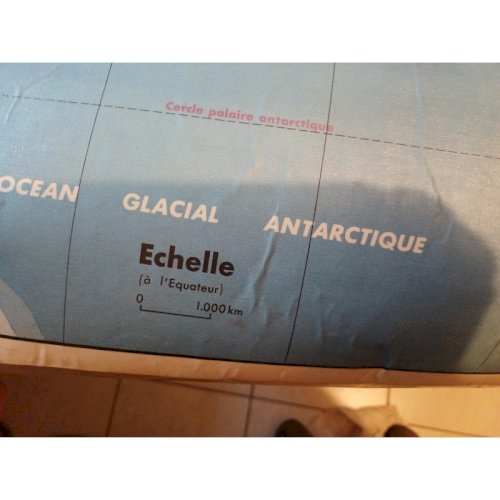 Cercle polaire antarctique
OCEAN GLACIAL ANTARCTIQUE
Echelle
(à l'Equateur)
0 1.000 km